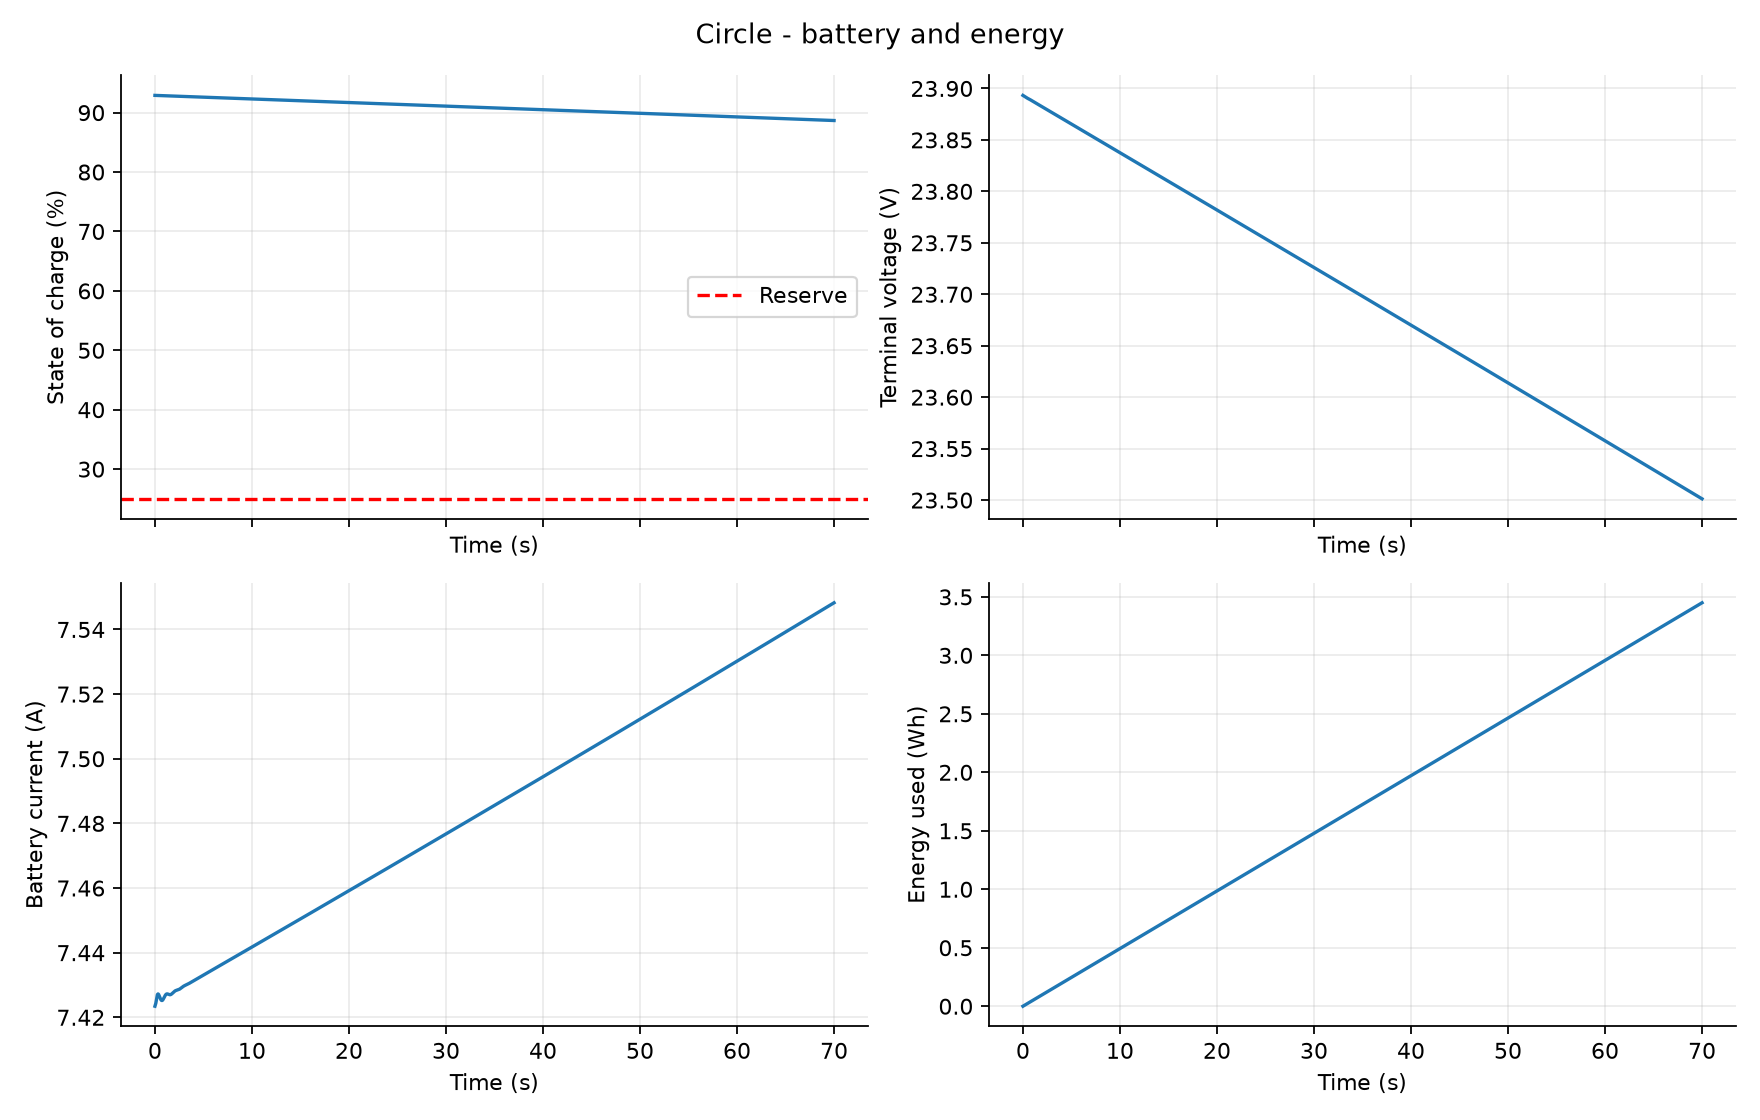 Circle - battery and energy
State of charge (%)
90
80
70
60
50
40
30
Reserve
Time (s)
Terminal voltage (V)
23.90
23.85
23.80
23.75
23.70
23.65
23.60
23.55
23.50
Time (s)
Battery current (A)
7.54
7.52
7.50
7.48
7.46
7.44
7.42
0 10 20 30 40 50 60 70
Time (s)
Energy used (Wh)
3.5
3.0
2.5
2.0
1.5
1.0
0.5
0.0
0 10 20 30 40 50 60 70
Time (s)